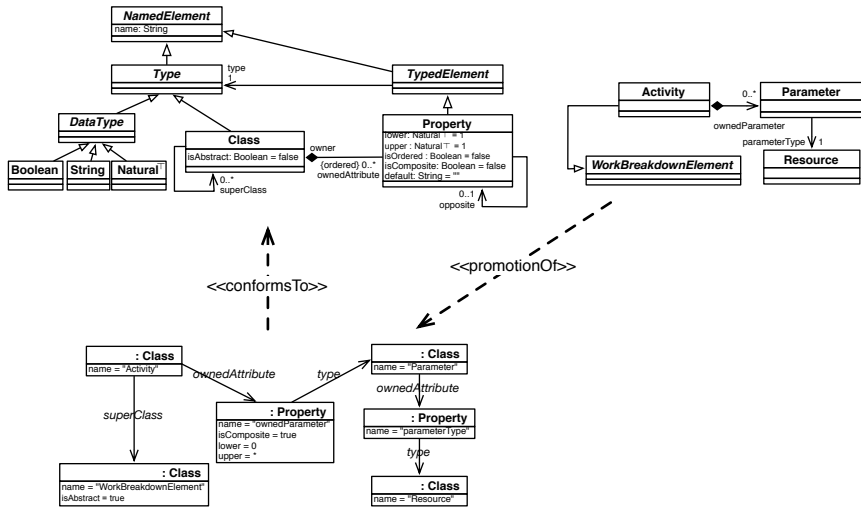 NamedElement
name: String
Type
type
1
TypedElement
DataType
Boolean
String
Natural⊤
Class
isAbstract: Boolean = false
0..*
superClass
owner
{ordered} 0..*
ownedAttribute
Property
lower: Natural⊤ = 1
upper : Natural⊤ = 1
isOrdered : Boolean = false
isComposite: Boolean = false
default: String = ""
0..1
opposite
Activity
0..*
ownedParameter
Parameter
parameterType
1
Resource
WorkBreakdownElement
<<conformsTo>>
<<promotionOf>>
: Class
name = "Activity"
ownedAttribute
superClass
: Property
name = "ownedParameter"
isComposite = true
lower = 0
upper = *
type
: Class
name = "Parameter"
ownedAttribute
: Property
name = "parameterType"
type
: Class
name = "Resource"
: Class
name = "WorkBreakdownElement"
isAbstract = true